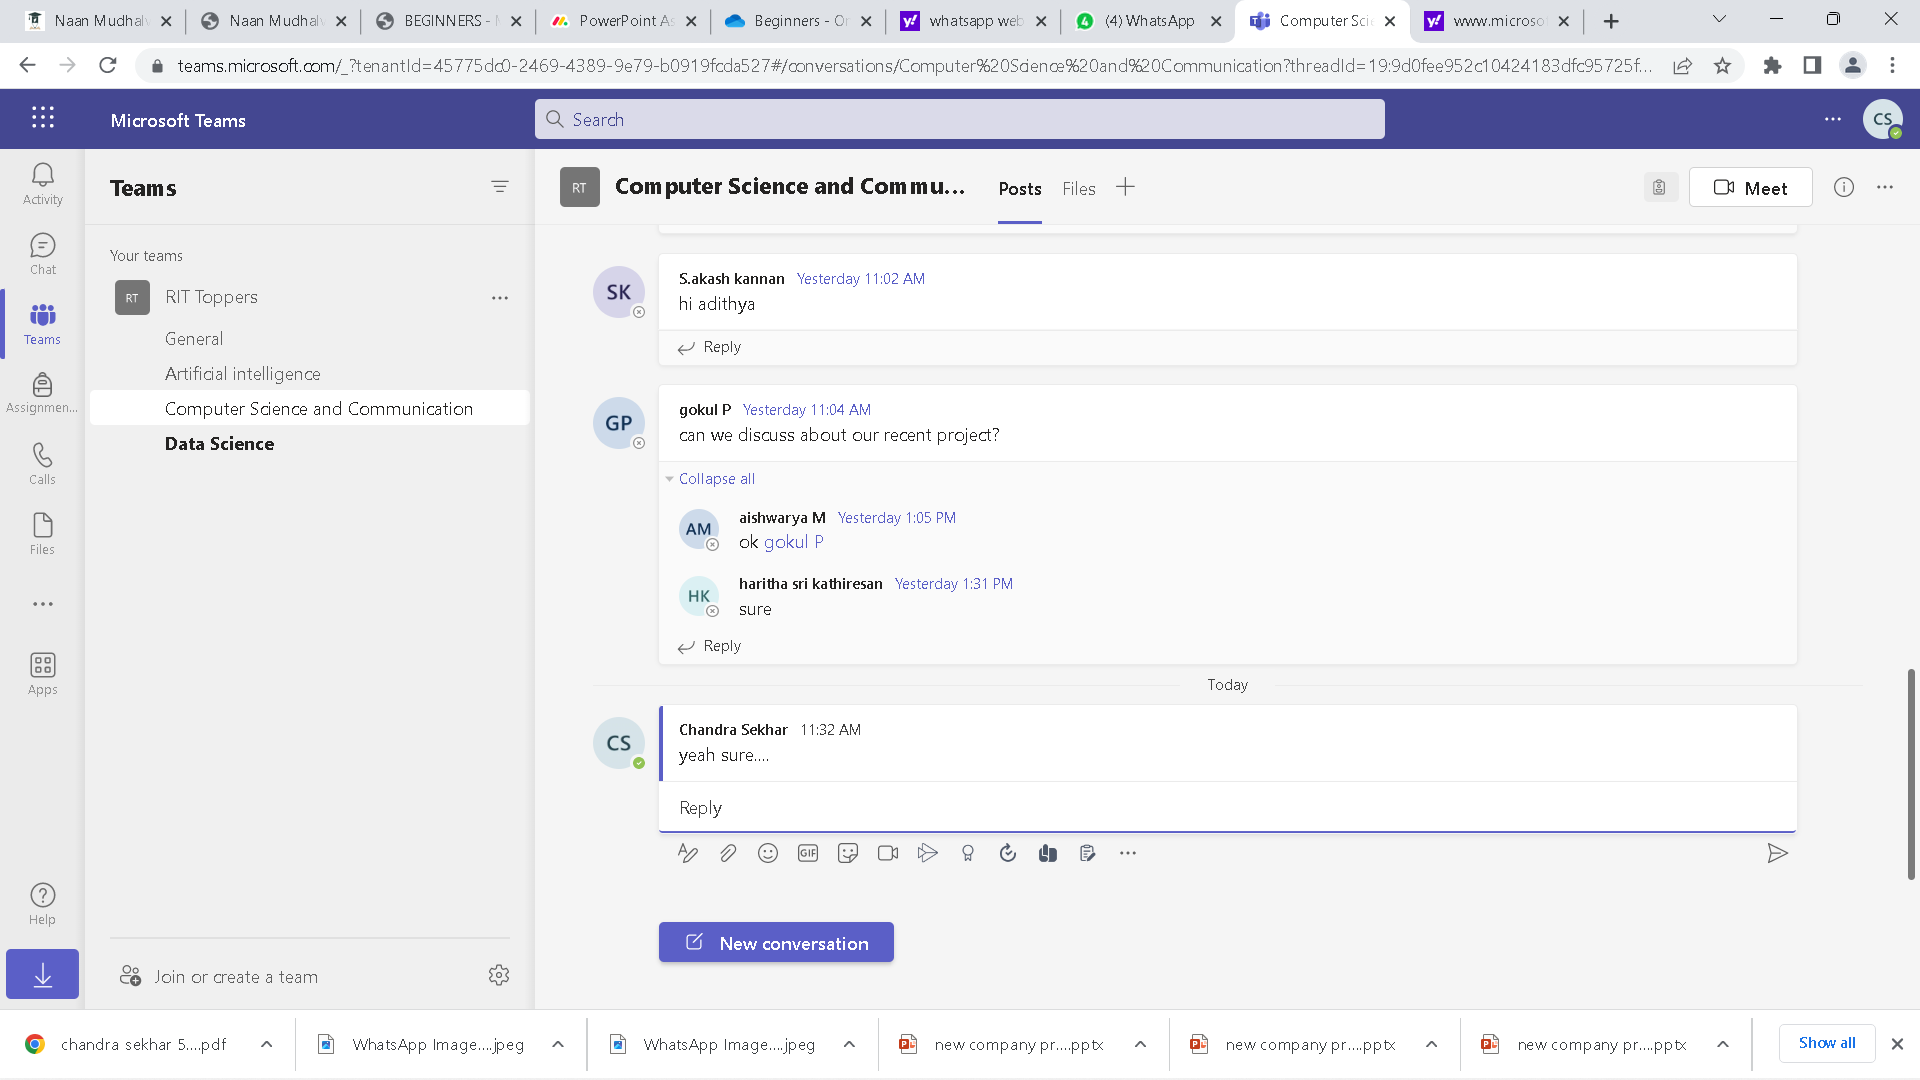 Naan Mudhal
Naan Mudhalv
BEGINNERS - M
PowerPoint As
Beginners - On
whatsapp web
(4) WhatsApp
Computer Scie
www.microsof
teams.microsoft.com/_?tenantId=45775dc0-2469-4389-9e79-b0919fcda527#/conversations/Computer%20Science%20and%20Communication?threadId=19:9d0fee952c10424183dfc95725f...
Microsoft Teams
Search
CS
Activity
Chat
Teams
Assignmen...
Calls
Files
Apps
Help
Teams
Your teams
RT RIT Toppers
General
Artificial intelligence
Computer Science and Communication
Data Science
Join or create a team
RT Computer Science and Commu... Posts Files
Meet
SK
S.akash kannan Yesterday 11:02 AM
hi adithya
Reply
GP
gokul P Yesterday 11:04 AM
can we discuss about our recent project?
Collapse all
AM
aishwarya M Yesterday 1:05 PM
ok gokul P
HK
haritha sri kathiresan Yesterday 1:31 PM
sure
Reply
Today
CS
Chandra Sekhar 11:32 AM
yeah sure....
Reply
GIF
New conversation
chandra sekhar 5....pdf
WhatsApp Image....jpeg
WhatsApp Image....jpeg
new company pr....pptx
new company pr....pptx
new company pr....pptx
Show all